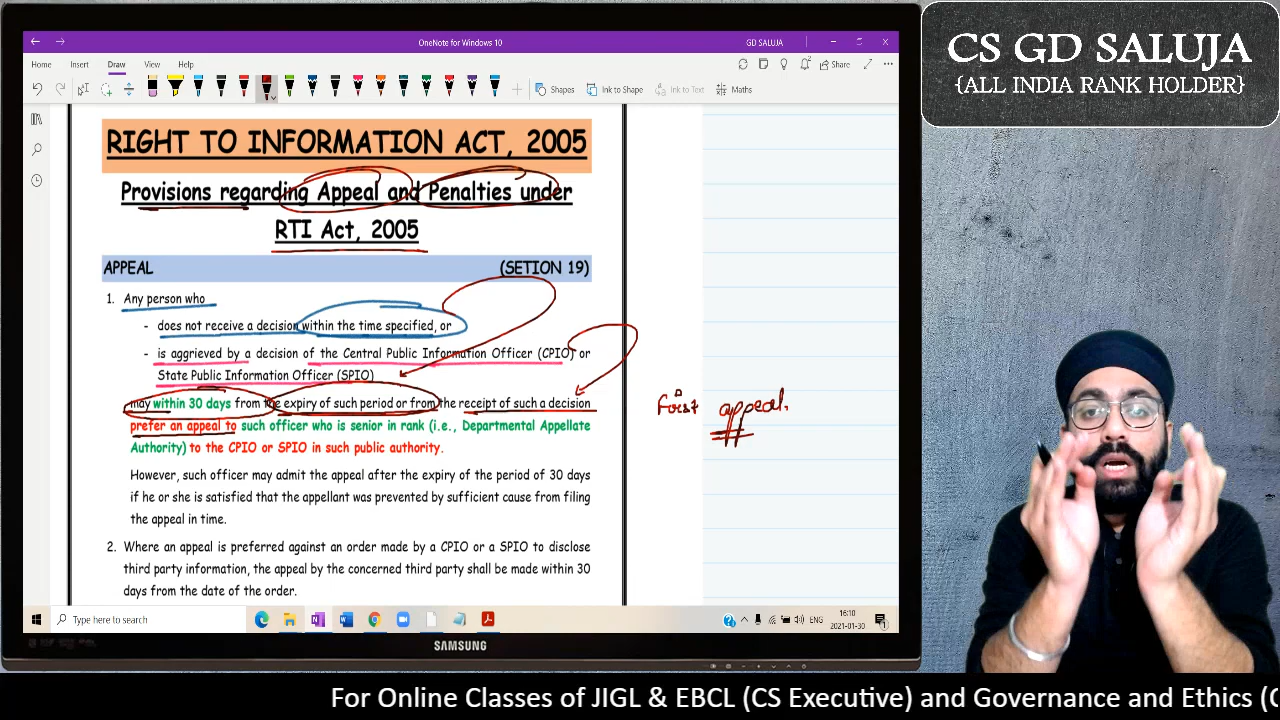 OneNote for Windows 10
GD SALUJA
Home Insert Draw View Help
Share
Shapes Ink to Shape Ink to Text Maths
RIGHT TO INFORMATION ACT, 2005
Provisions regarding Appeal and Penalties under
RTI Act, 2005
APPEAL (SETION 19)
1. Any person who
- does not receive a decision within the time specified, or
- is aggrieved by a decision of the Central Public Information Officer (CPIO) or
State Public Information Officer (SPIO)
may within 30 days from the expiry of such period or from the receipt of such a decision
prefer an appeal to such officer who is senior in rank (i.e., Departmental Appellate
Authority) to the CPIO or SPIO in such public authority.
However, such officer may admit the appeal after the expiry of the period of 30 days
if he or she is satisfied that the appellant was prevented by sufficient cause from filing
the appeal in time.
2. Where an appeal is preferred against an order made by a CPIO or a SPIO to disclose
third party information, the appeal by the concerned third party shall be made within 30
days from the date of the order.
First appeal.
Type here to search
ENG
16:10
2021-01-30
SAMSUNG
CS GD SALUJA
{ALL INDIA RANK HOLDER}
For Online Classes of JIGL & EBCL (CS Executive) and Governance and Ethics (